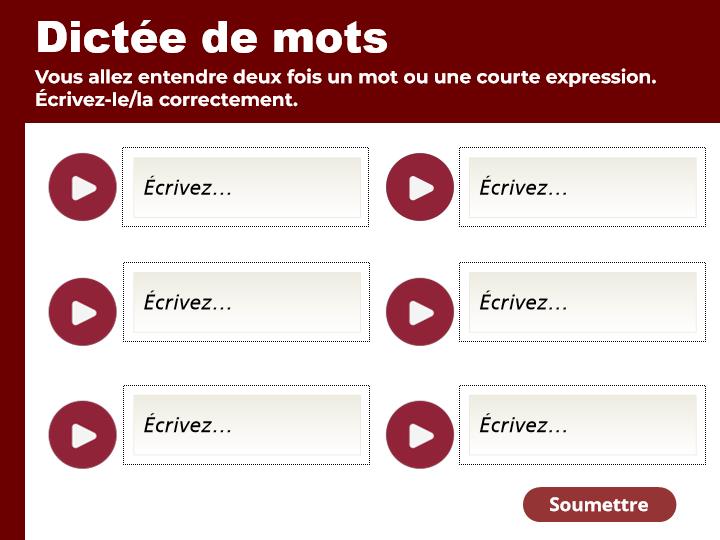 Dictée de mots
Vous allez entendre deux fois un mot ou une courte expression.
Écrivez-le/la correctement.
Écrivez...
Écrivez...
Écrivez...
Écrivez...
Écrivez...
Écrivez...
Soumettre